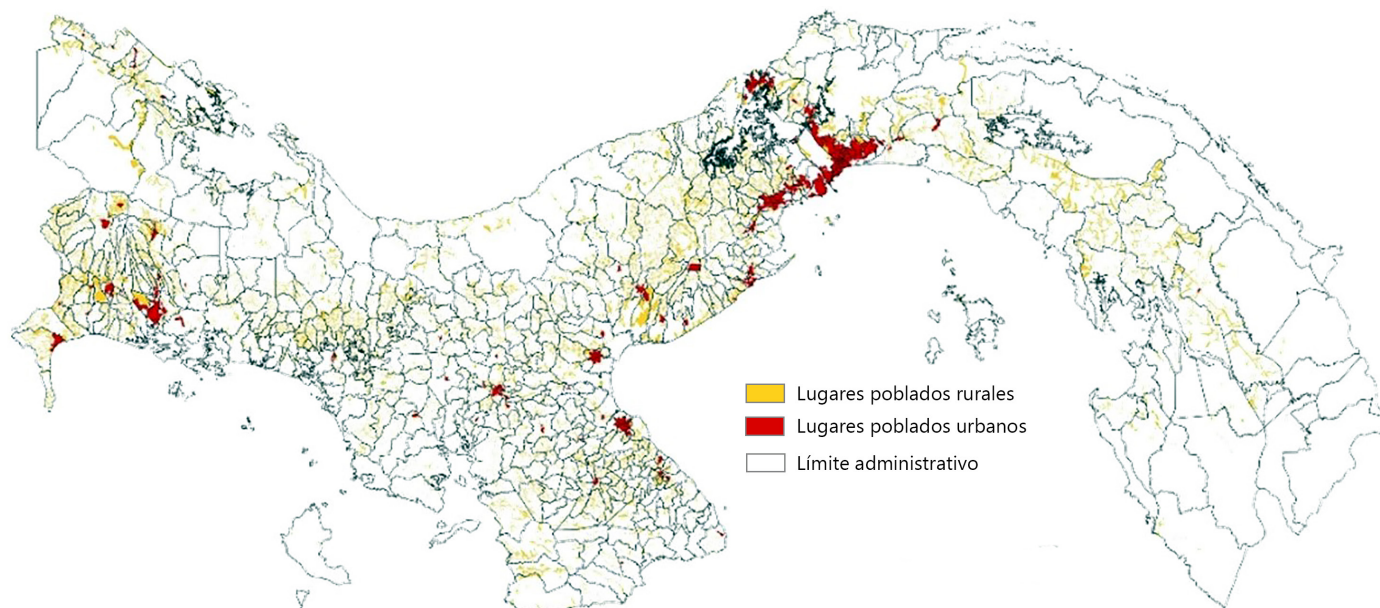 Lugares poblados rurales
Lugares poblados urbanos
Límite administrativo